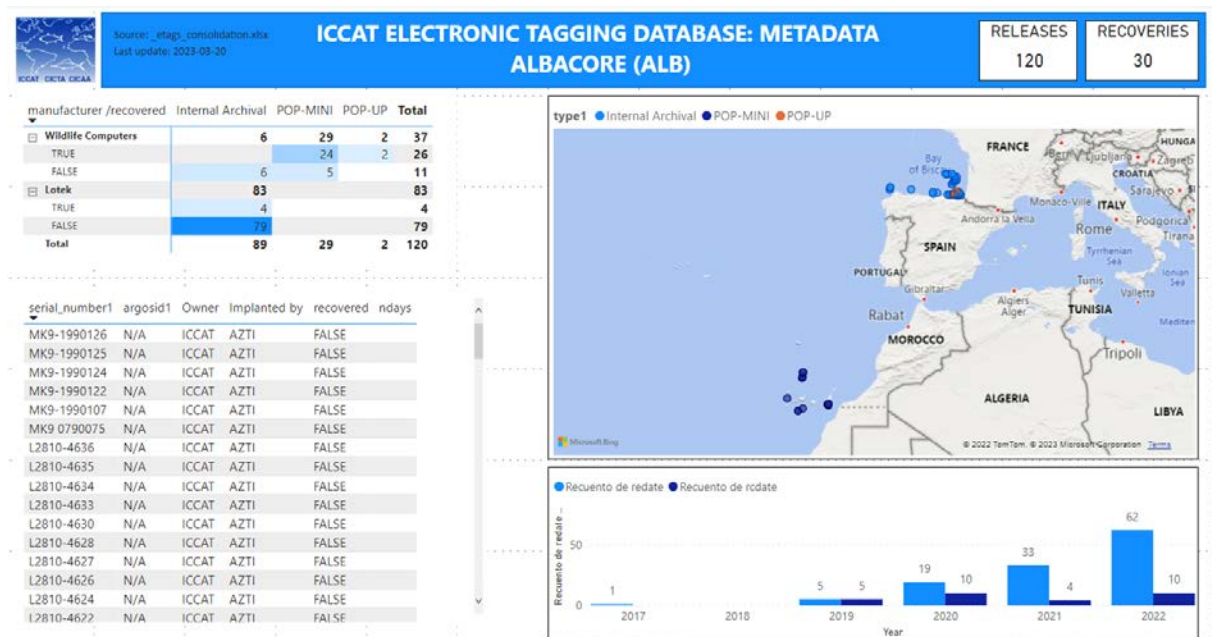 ICCAT CICTA CICAA
Source: _etags_consolidation.xlsx
Last update: 2023-03-20
ICCAT ELECTRONIC TAGGING DATABASE: METADATA
ALBACORE (ALB)
RELEASES
120
RECOVERIES
30
manufacturer /recovered Internal Archival POP-MINI POP-UP Total
Wildlife Computers 6 29 2 37
TRUE 24 2 26
FALSE 6 5 11
Lotek 83 83
TRUE 4 4
FALSE 79 79
Total 89 29 2 120
serial_number1 argosid1 Owner Implanted by recovered ndays
MK9-1990126 N/A ICCAT AZTI FALSE
MK9-1990125 N/A ICCAT AZTI FALSE
MK9-1990124 N/A ICCAT AZTI FALSE
MK9-1990122 N/A ICCAT AZTI FALSE
MK9-1990107 N/A ICCAT AZTI FALSE
MK9 0790075 N/A ICCAT AZTI FALSE
L2810-4636 N/A ICCAT AZTI FALSE
L2810-4635 N/A ICCAT AZTI FALSE
L2810-4634 N/A ICCAT AZTI FALSE
L2810-4633 N/A ICCAT AZTI FALSE
L2810-4630 N/A ICCAT AZTI FALSE
L2810-4628 N/A ICCAT AZTI FALSE
L2810-4627 N/A ICCAT AZTI FALSE
L2810-4626 N/A ICCAT AZTI FALSE
L2810-4624 N/A ICCAT AZTI FALSE
L2810-4622 N/A ICCAT AZTI FALSE
type1 Internal Archival POP-MINI POP-UP
FRANCE
HUNGA
Bern
Ljubljana
Zagreb
Bay
of Biscay
CROATIA
Sarajevo
Monaco-Ville
ITALY
Andorra la Vella
Podgorica
Rome
Tirana
SPAIN
Tyrrhenian
Sea
PORTUGAL
Ionian
Sea
Gibraltar
Tunis
Valletta
Algiers
Alger
TUNISIA
Rabat
Mediter
MOROCCO
Tripoli
ALGERIA
LIBYA
Microsoft Bing
© 2022 TomTom, © 2023 Microsoft Corporation Terms
Recuento de redate Recuento de rcdate
Recuento de redate ...
50
0
1
5
5
19
10
33
4
62
10
2017 2018 2019 2020 2021 2022
Year